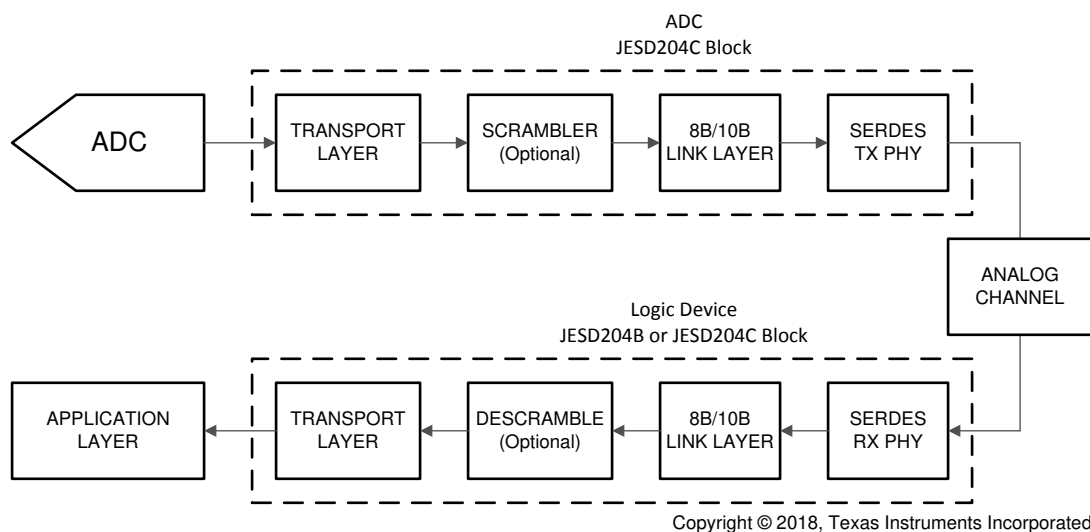 ADC
JESD204C Block
ADC
TRANSPORT
LAYER
SCRAMBLER
(Optional)
8B/10B
LINK LAYER
SERDES
TX PHY
ANALOG
CHANNEL
Logic Device
JESD204B or JESD204C Block
APPLICATION
LAYER
TRANSPORT
LAYER
DESCRAMBLE
(Optional)
8B/10B
LINK LAYER
SERDES
RX PHY
Copyright © 2018, Texas Instruments Incorporated